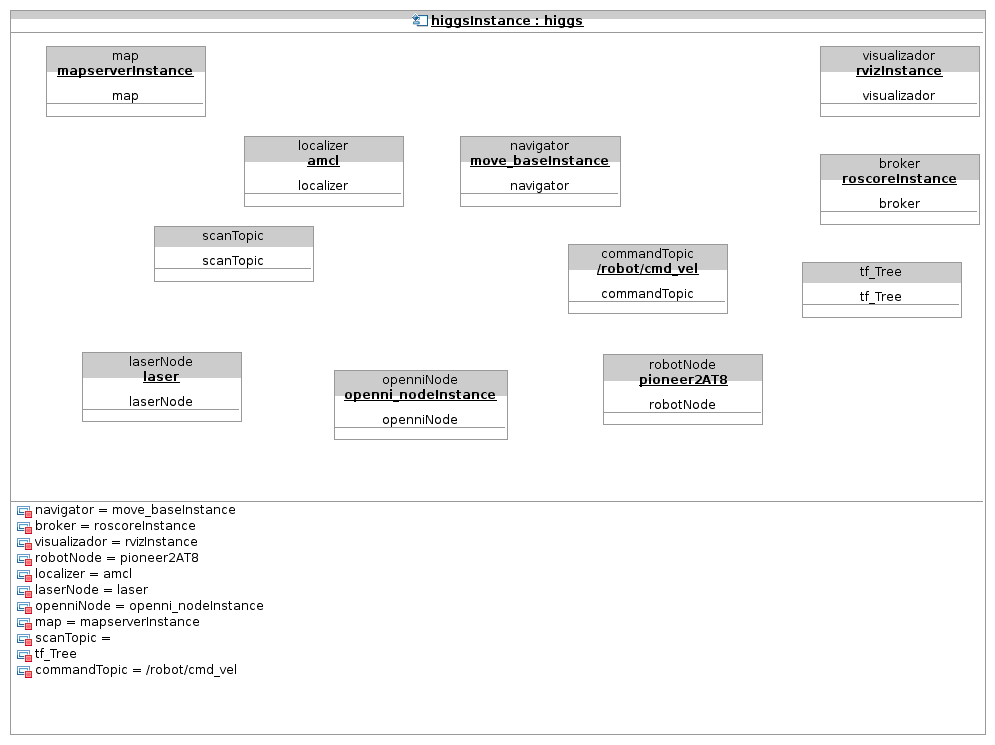 higgsInstance : higgs
map
mapserverInstance
map
visualizador
rvizInstance
visualizador
localizer
amcl
localizer
navigator
move_baseInstance
navigator
broker
roscoreInstance
broker
scanTopic
scanTopic
commandTopic
/robot/cmd_vel
commandTopic
tf_Tree
tf_Tree
laserNode
laser
laserNode
openniNode
openni_nodeInstance
openniNode
robotNode
pioneer2AT8
robotNode
navigator = move_baseInstance
broker = roscoreInstance
visualizador = rvizInstance
robotNode = pioneer2AT8
localizer = amcl
laserNode = laser
openniNode = openni_nodeInstance
map = mapserverInstance
scanTopic =
tf_Tree
commandTopic = /robot/cmd_vel